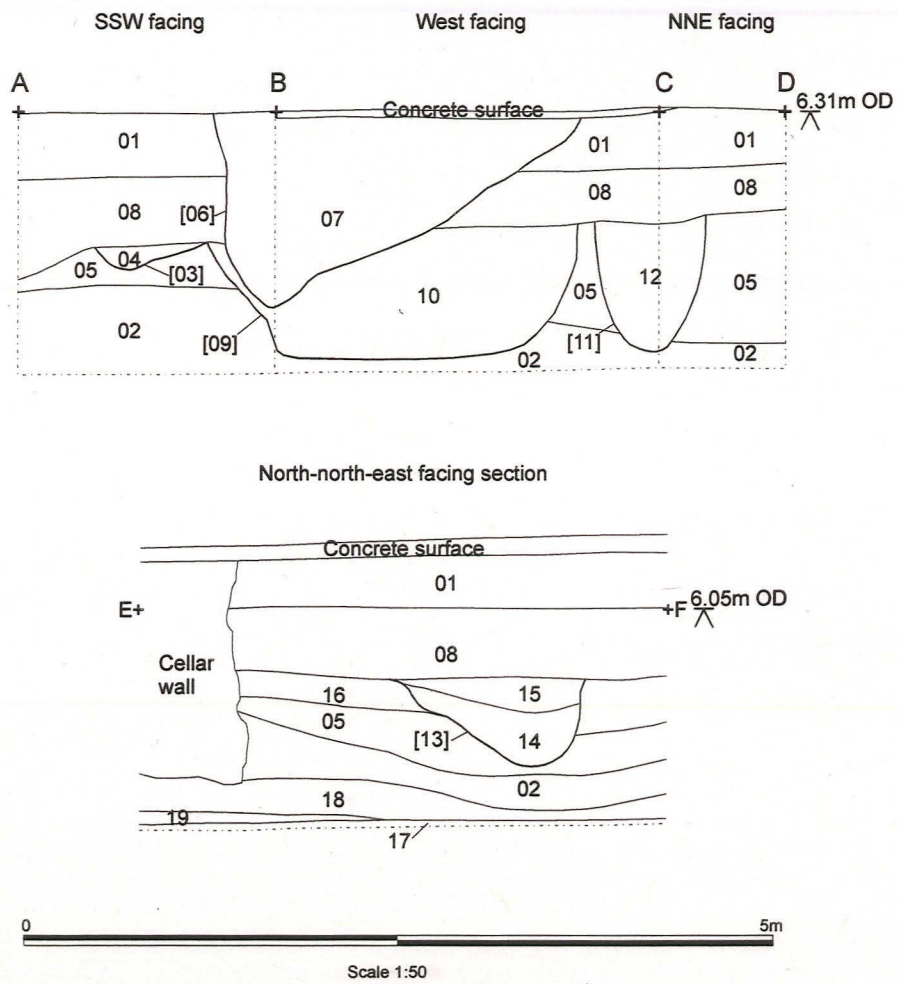 SSW facing West facing NNE facing
A B C D
6.31m OD
Concrete surface
01 01 01
08 [06] 07 08 08
05 04 [03] 10 05 12 05
02 [09] 02 [11] 02
North-north-east facing section
Concrete surface
01
E+ +F 6.05m OD
08
Cellar
wall
16 15
05 [13] 14
02
18
19
17
0 5m
Scale 1:50